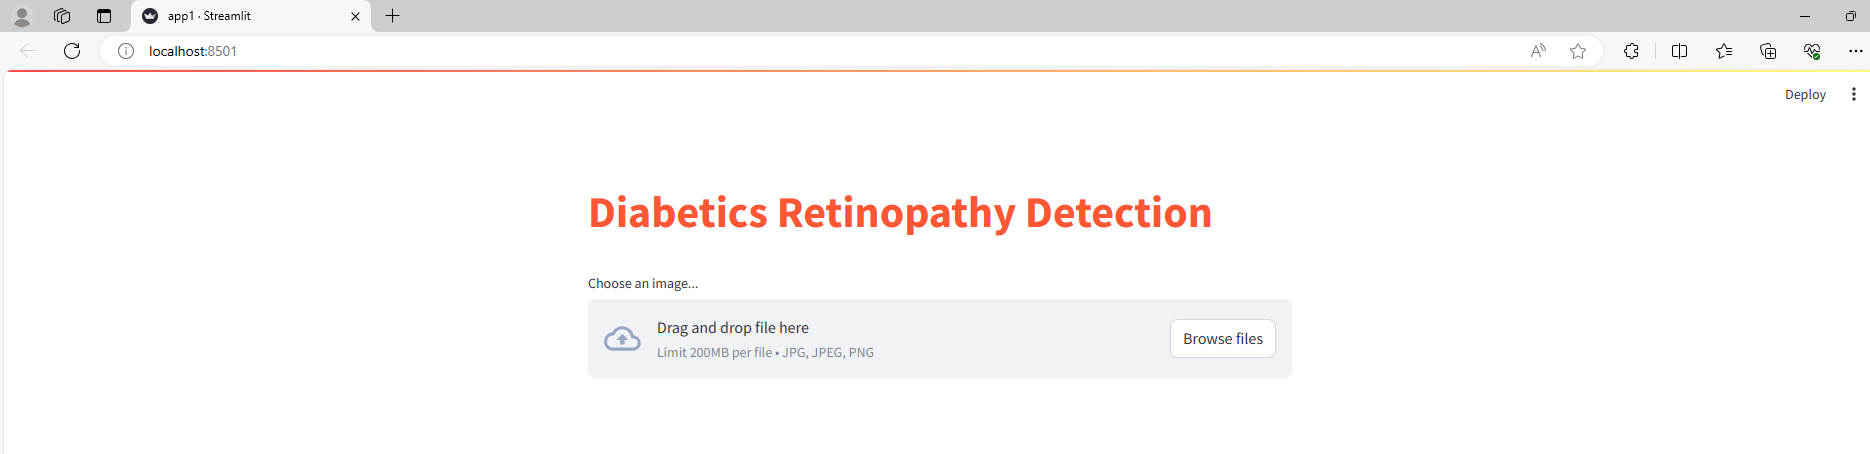 app1 · Streamlit
localhost:8501
Deploy
Diabetics Retinopathy Detection
Choose an image...
Drag and drop file here
Limit 200MB per file • JPG, JPEG, PNG
Browse files